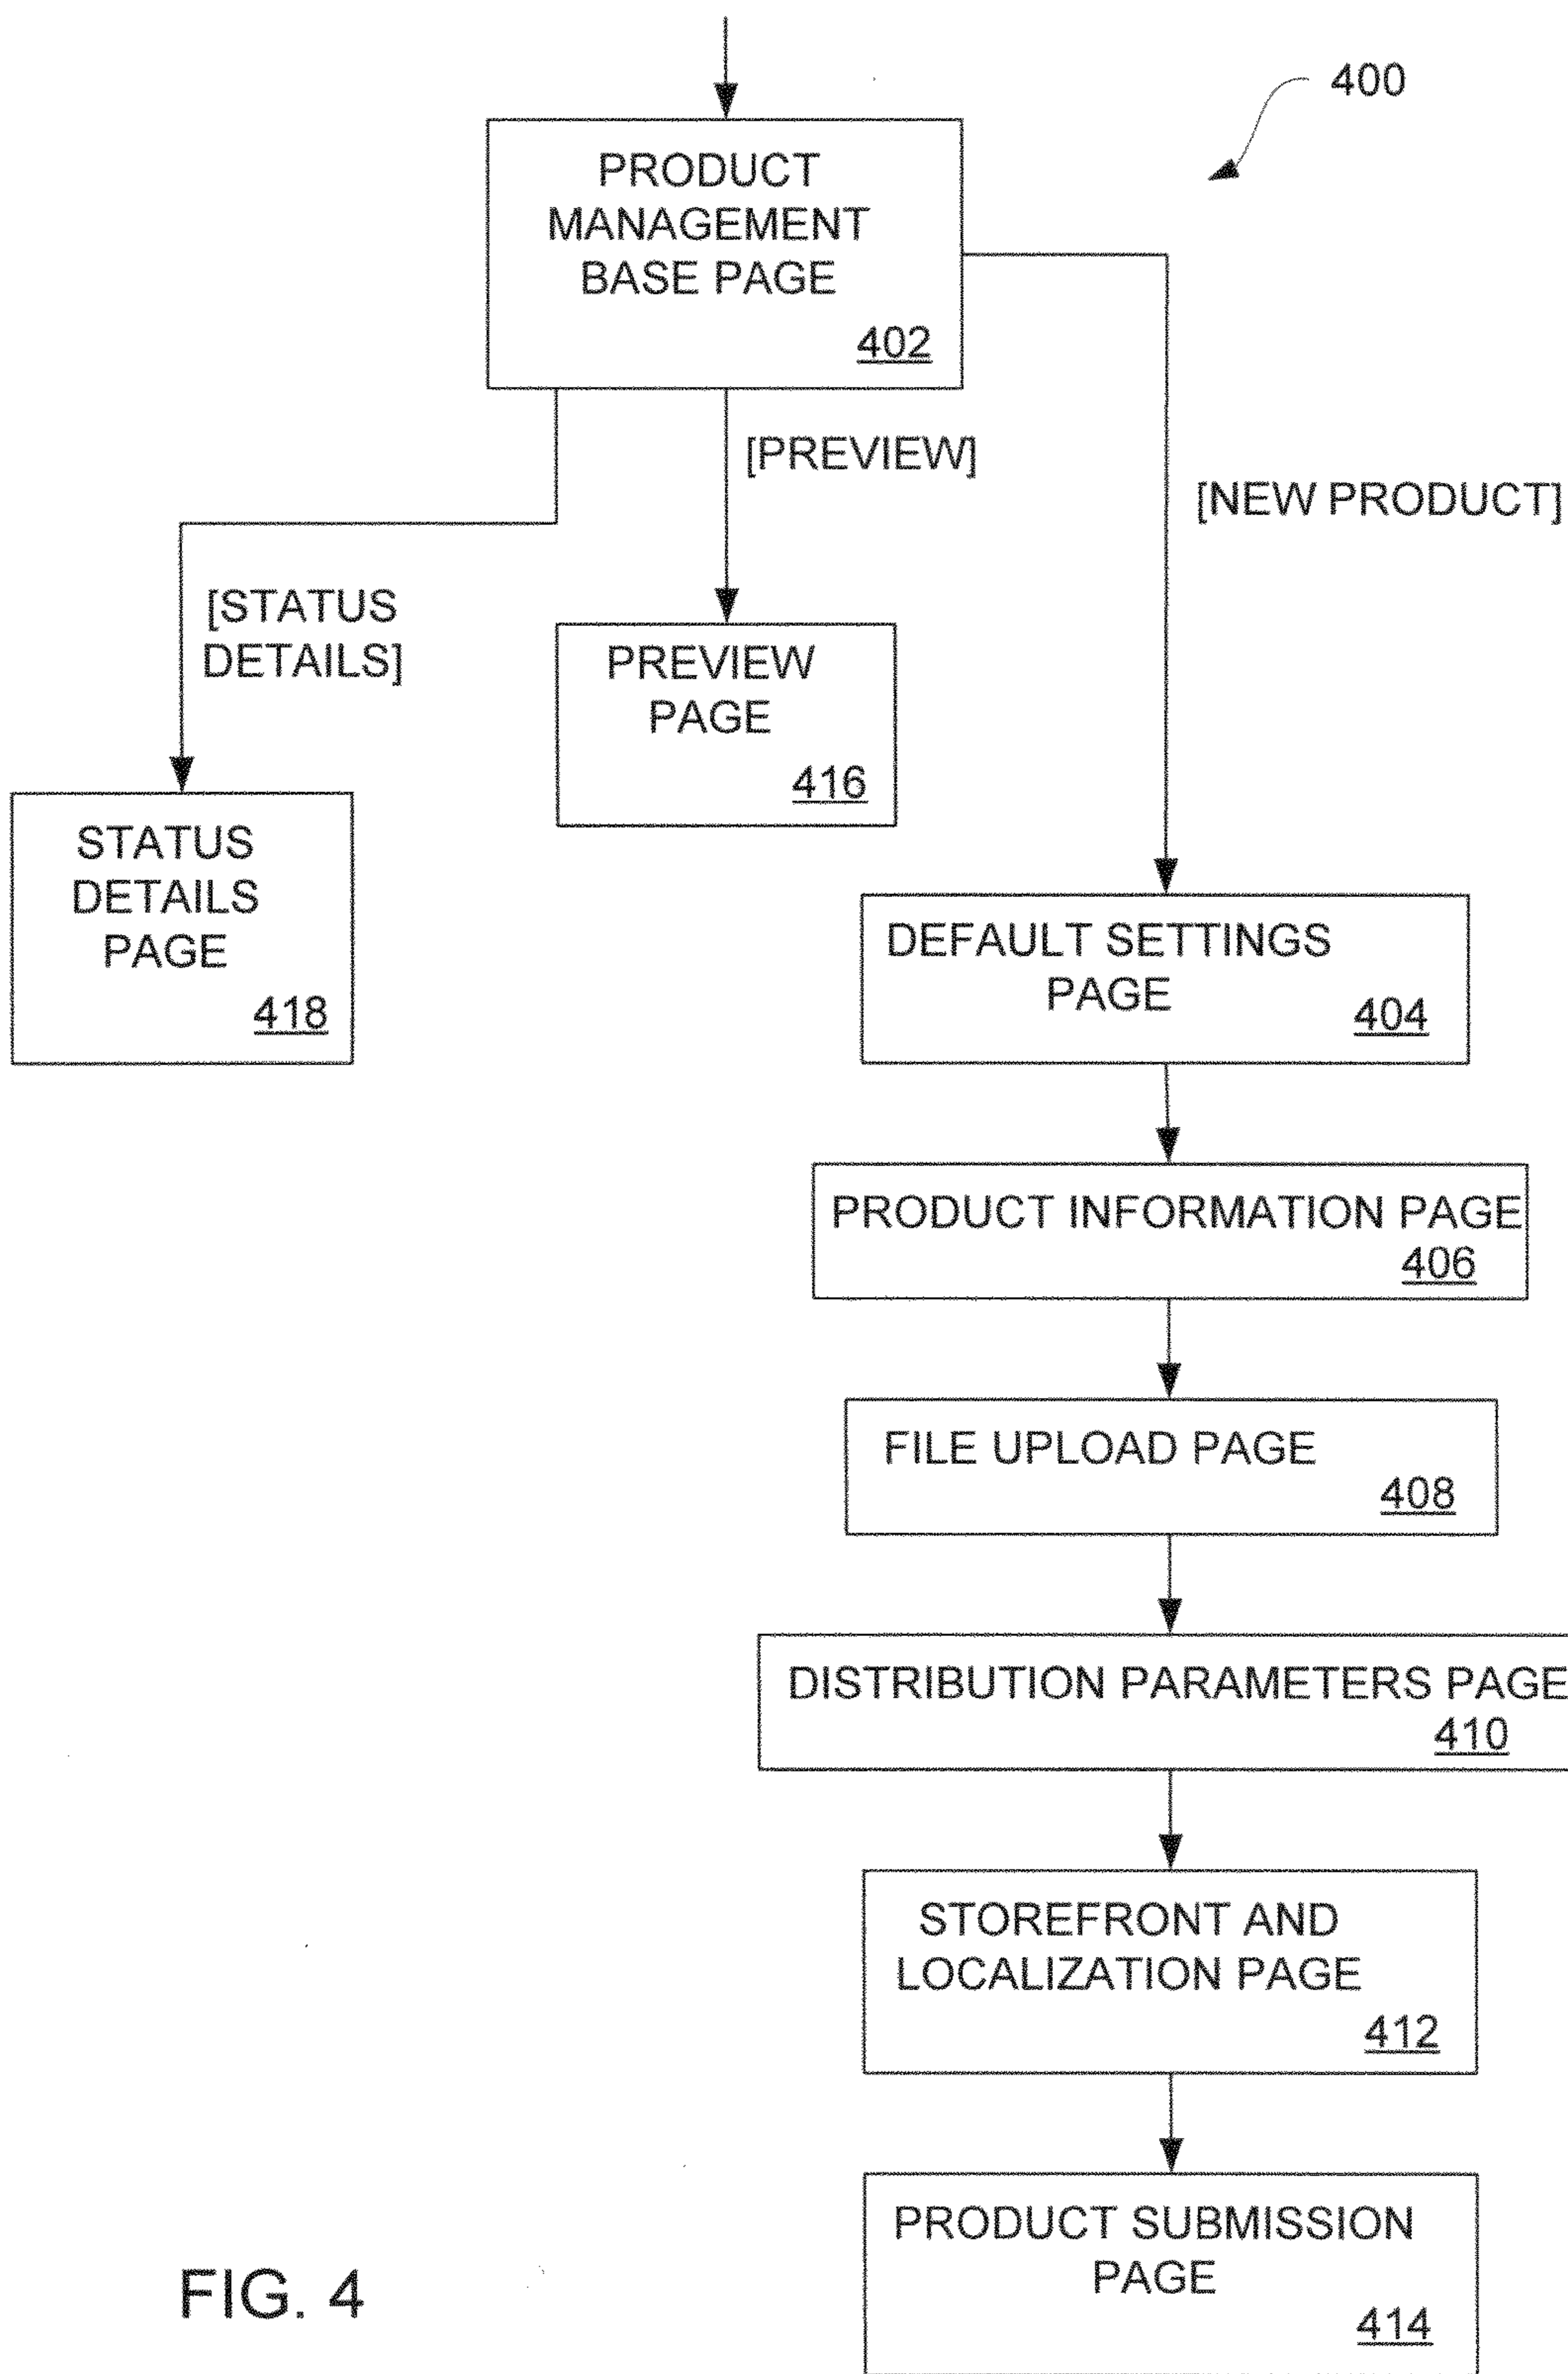 400
PRODUCT
MANAGEMENT
BASE PAGE
402
[PREVIEW]
[NEW PRODUCT]
[STATUS
DETAILS]
PREVIEW
PAGE
416
STATUS
DETAILS
PAGE
418
DEFAULT SETTINGS
PAGE
404
PRODUCT INFORMATION PAGE
406
FILE UPLOAD PAGE
408
DISTRIBUTION PARAMETERS PAGE
410
STOREFRONT AND
LOCALIZATION PAGE
412
PRODUCT SUBMISSION
PAGE
414
FIG. 4